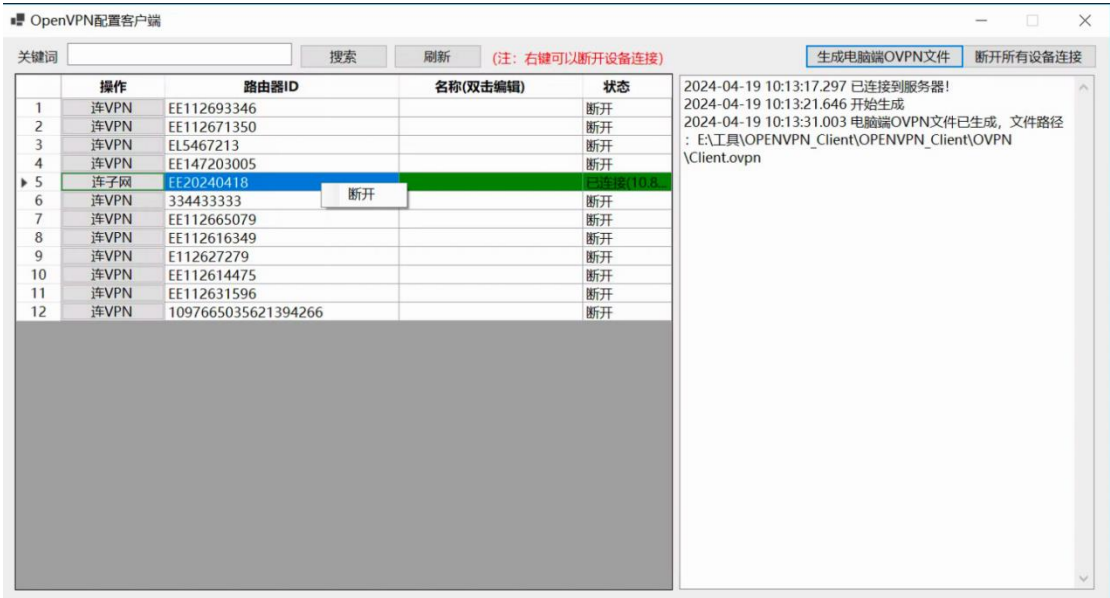 OpenVPN配置客户端
关键词 搜索 刷新 (注：右键可以断开设备连接) 生成电脑端OVPN文件 断开所有设备连接
操作 路由器ID 名称(双击编辑) 状态
1 连VPN EE112693346 断开
2 连VPN EE112671350 断开
3 连VPN EL5467213 断开
4 连VPN EE147203005 断开
5 连子网 EE20240418 已连接(10.8...
断开
6 连VPN 334433333 断开
7 连VPN EE112665079 断开
8 连VPN EE112616349 断开
9 连VPN E112627279 断开
10 连VPN EE112614475 断开
11 连VPN EE112631596 断开
12 连VPN 1097665035621394266 断开
2024-04-19 10:13:17.297 已连接到服务器!
2024-04-19 10:13:21.646 开始生成
2024-04-19 10:13:31.003 电脑端OVPN文件已生成，文件路径
：E:\工具\OPENVPN_Client\OPENVPN_Client\OVPN
\Client.ovpn